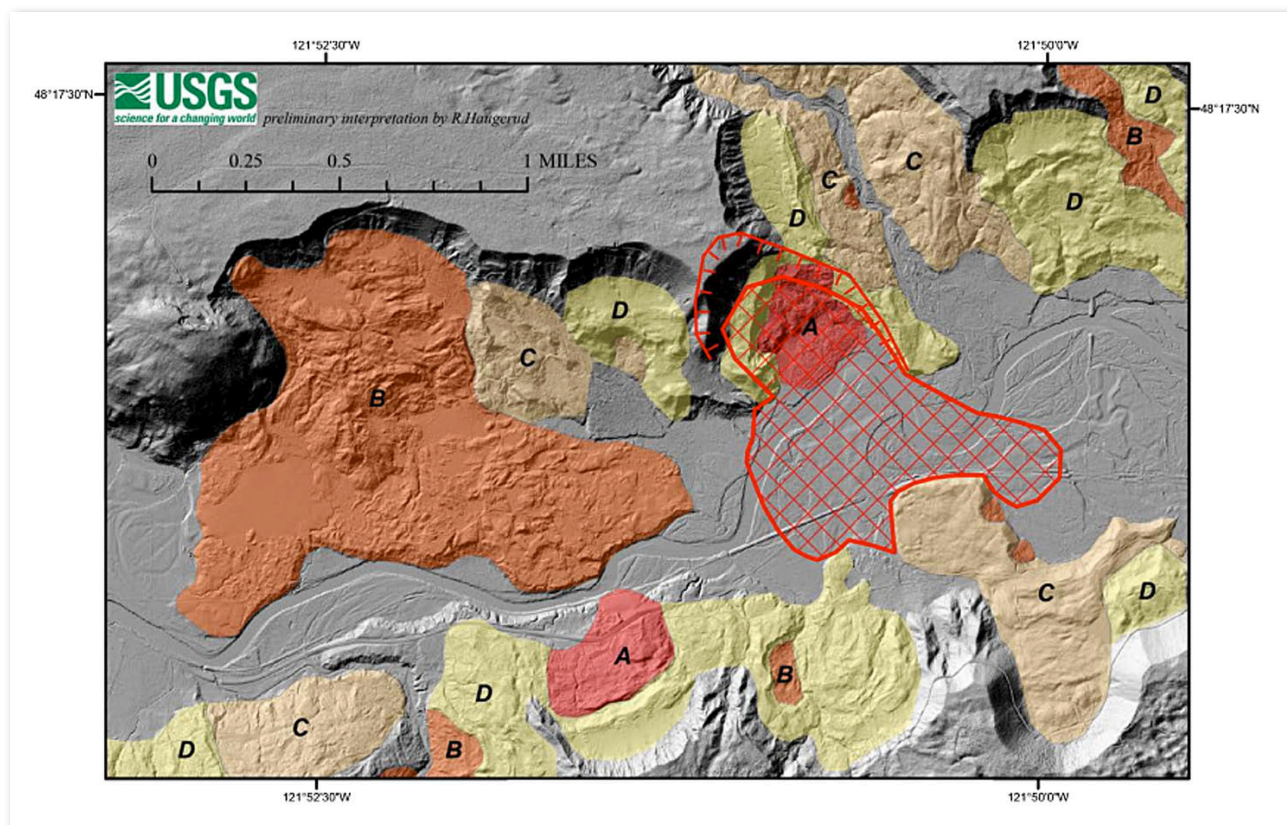 121°52'30"W
121°50'0"W
48°17'30"N
48°17'30"N
USGS
science for a changing world
preliminary interpretation by R.Haugerud
0 0.25 0.5 1 MILES
D
B
C
C
D
D
D
A
C
B
C
D
A
B
D
C
D
B
121°52'30"W
121°50'0"W